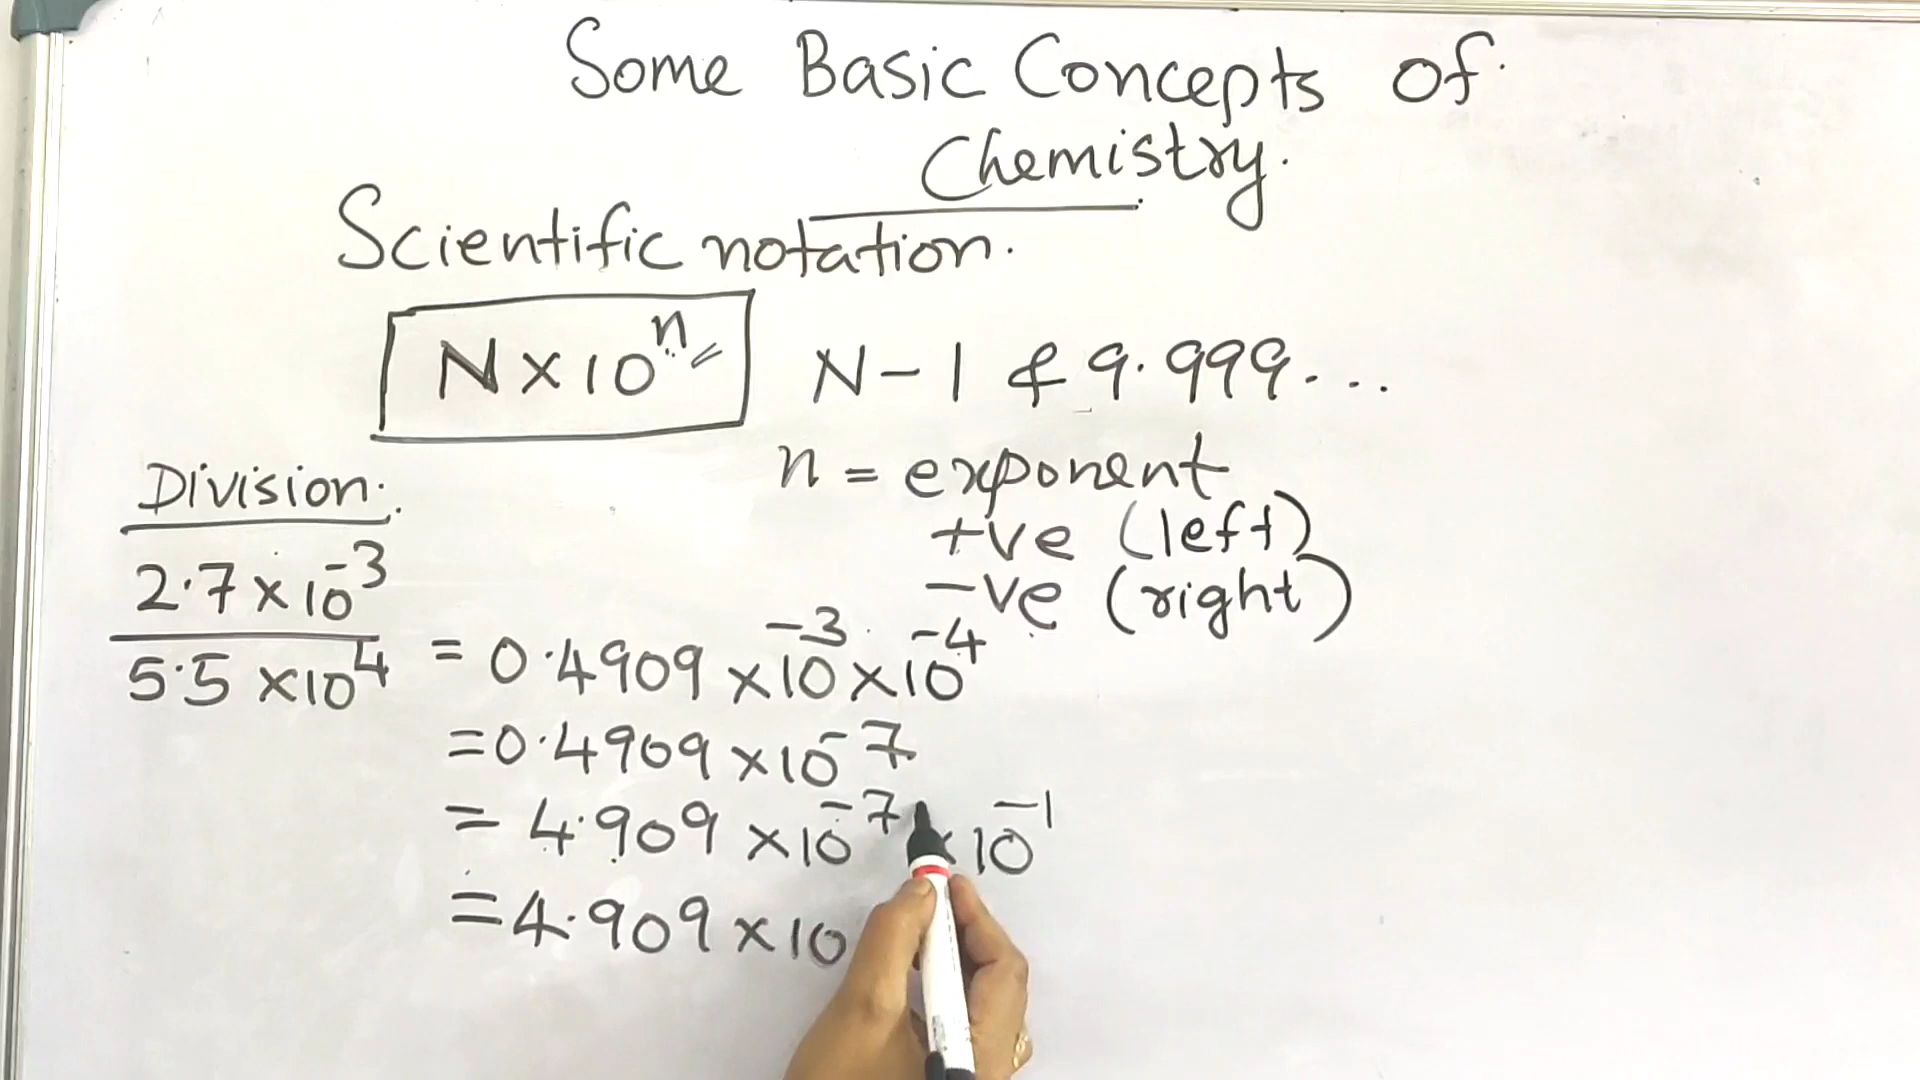 Some Basic Concepts of
Chemistry.
Scientific notation.
N×10ⁿ N-1 & 9.999...
n = exponent
+ve (left)
-ve (right)
Division:
2.7×10⁻³
5.5×10⁴
= 0.4909×10⁻³×10⁻⁴
=0.4909×10⁻⁷
= 4.909×10⁻⁷×10⁻¹
=4.909×10